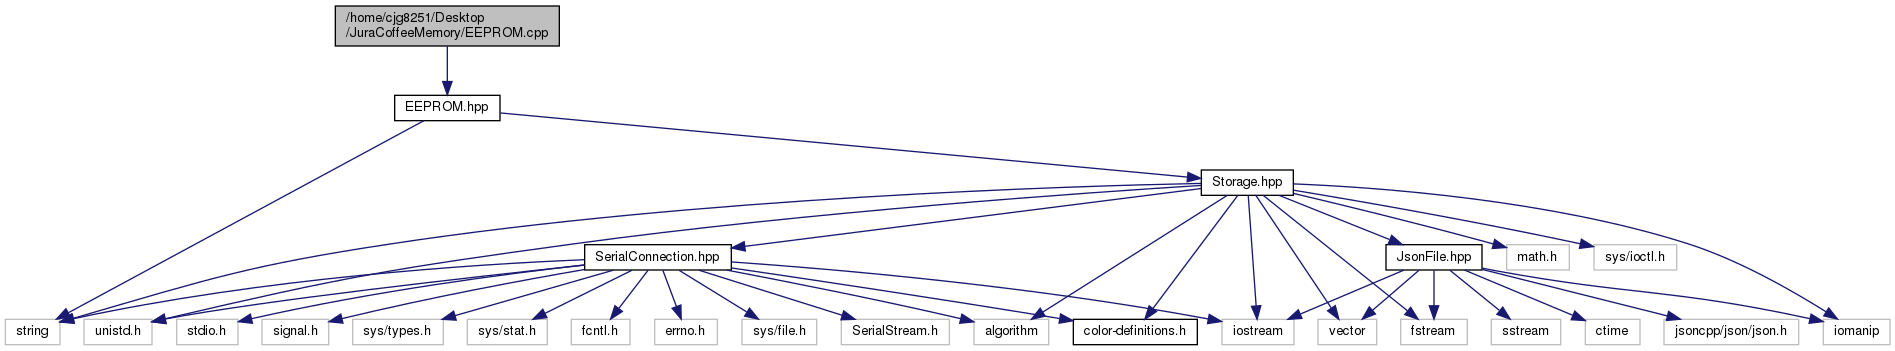 /home/cjg8251/Desktop
/JuraCoffeeMemory/EEPROM.cpp
EEPROM.hpp
Storage.hpp
SerialConnection.hpp
JsonFile.hpp
math.h
sys/ioctl.h
string
unistd.h
stdio.h
signal.h
sys/types.h
sys/stat.h
fcntl.h
errno.h
sys/file.h
SerialStream.h
algorithm
color-definitions.h
iostream
vector
fstream
sstream
ctime
jsoncpp/json/json.h
iomanip